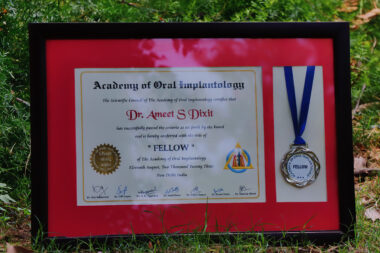 Academy of Oral Implantology
The Scientific Council of The Academy of Oral Implantology certifies that
Dr. Ameet S Dixit
has successfully passed the criteria as set forth by the Board
and is hereby conferred with the title of
" FELLOW "
of The Academy of Oral Implantology
Eleventh August, Two Thousand Twenty Three
New Delhi India
FELLOW